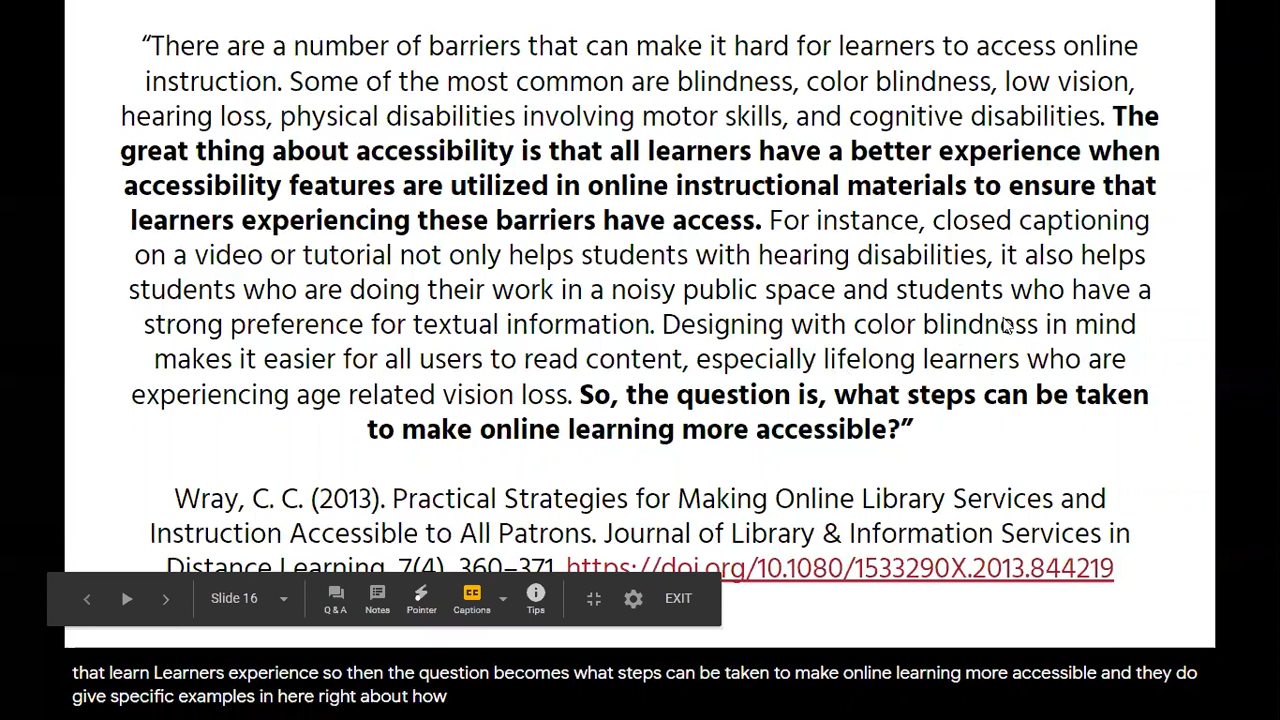 “There are a number of barriers that can make it hard for learners to access online
instruction. Some of the most common are blindness, color blindness, low vision,
hearing loss, physical disabilities involving motor skills, and cognitive disabilities. The
great thing about accessibility is that all learners have a better experience when
accessibility features are utilized in online instructional materials to ensure that
learners experiencing these barriers have access. For instance, closed captioning
on a video or tutorial not only helps students with hearing disabilities, it also helps
students who are doing their work in a noisy public space and students who have a
strong preference for textual information. Designing with color blindness in mind
makes it easier for all users to read content, especially lifelong learners who are
experiencing age related vision loss. So, the question is, what steps can be taken
to make online learning more accessible?”
Wray, C. C. (2013). Practical Strategies for Making Online Library Services and
Instruction Accessible to All Patrons. Journal of Library & Information Services in
Distance Learning, 7(4), 360–371. https://doi.org/10.1080/1533290X.2013.844219
Slide 16
Q & A
Notes
Pointer
CC
Captions
Tips
EXIT
that learn Learners experience so then the question becomes what steps can be taken to make online learning more accessible and they do
give specific examples in here right about how